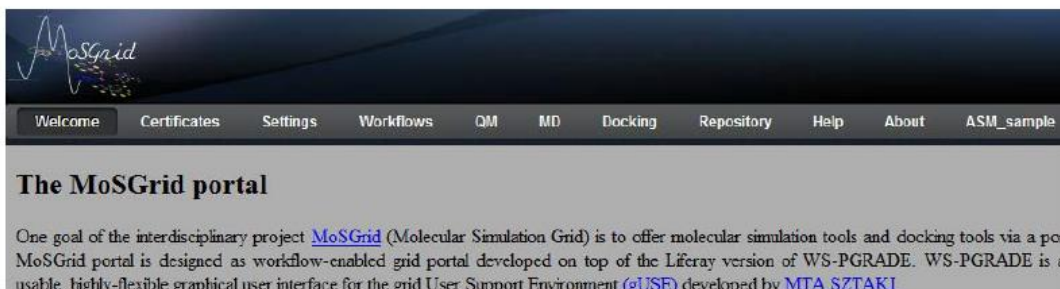 MoSGrid
Welcome Certificates Settings Workflows QM MD Docking Repository Help About ASM_sample
The MoSGrid portal
One goal of the interdisciplinary project MoSGrid (Molecular Simulation Grid) is to offer molecular simulation tools and docking tools via a po
MoSGrid portal is designed as workflow-enabled grid portal developed on top of the Liferay version of WS-PGRADE. WS-PGRADE is a
usable, highly-flexible graphical user interface for the grid User Support Environment (gUSE) developed by MTA SZTAKI